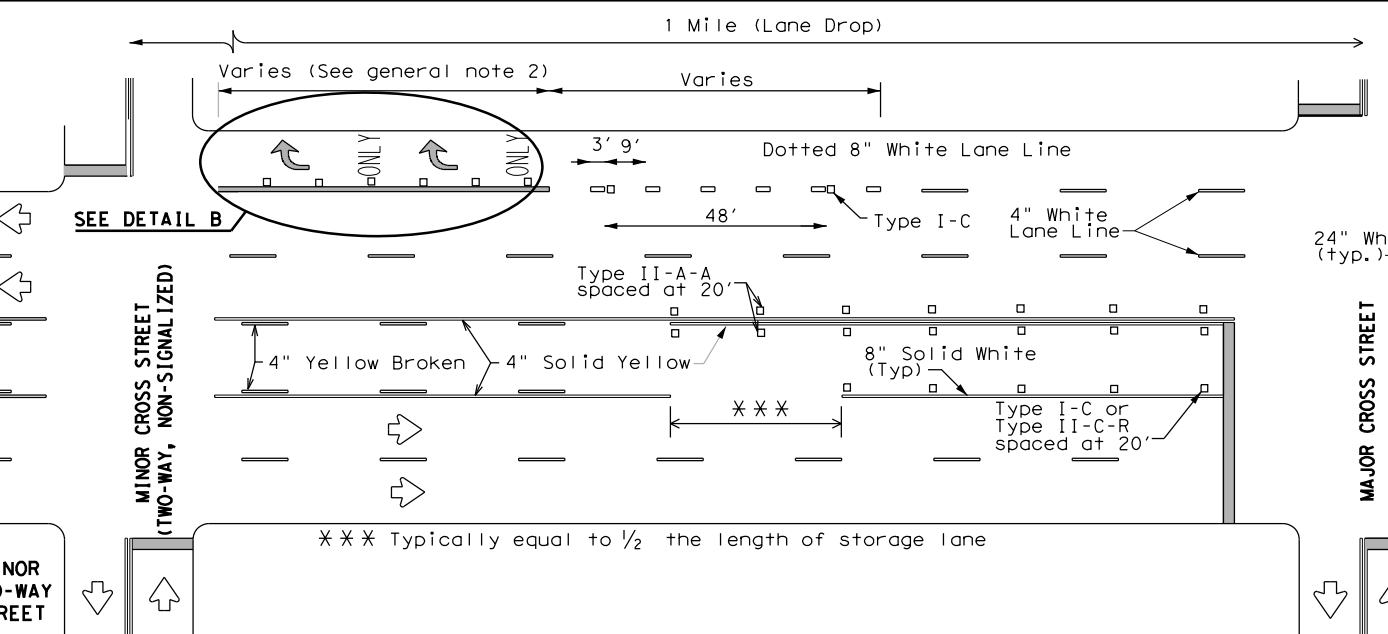 1 Mile (Lane Drop)
Varies (See general note 2)
Varies
ONLY
ONLY
3' 9'
Dotted 8" White Lane Line
SEE DETAIL B
48'
Type I-C
4" White
Lane Line
24" Wh
(typ.)
Type II-A-A
spaced at 20'
MINOR CROSS STREET
(TWO-WAY, NON-SIGNALIZED)
4" Yellow Broken
4" Solid Yellow
8" Solid White
(Typ)
MAJOR CROSS STREET
***
Type I-C or
Type II-C-R
spaced at 20'
*** Typically equal to ½ the length of storage lane
NOR
O-WAY
REET